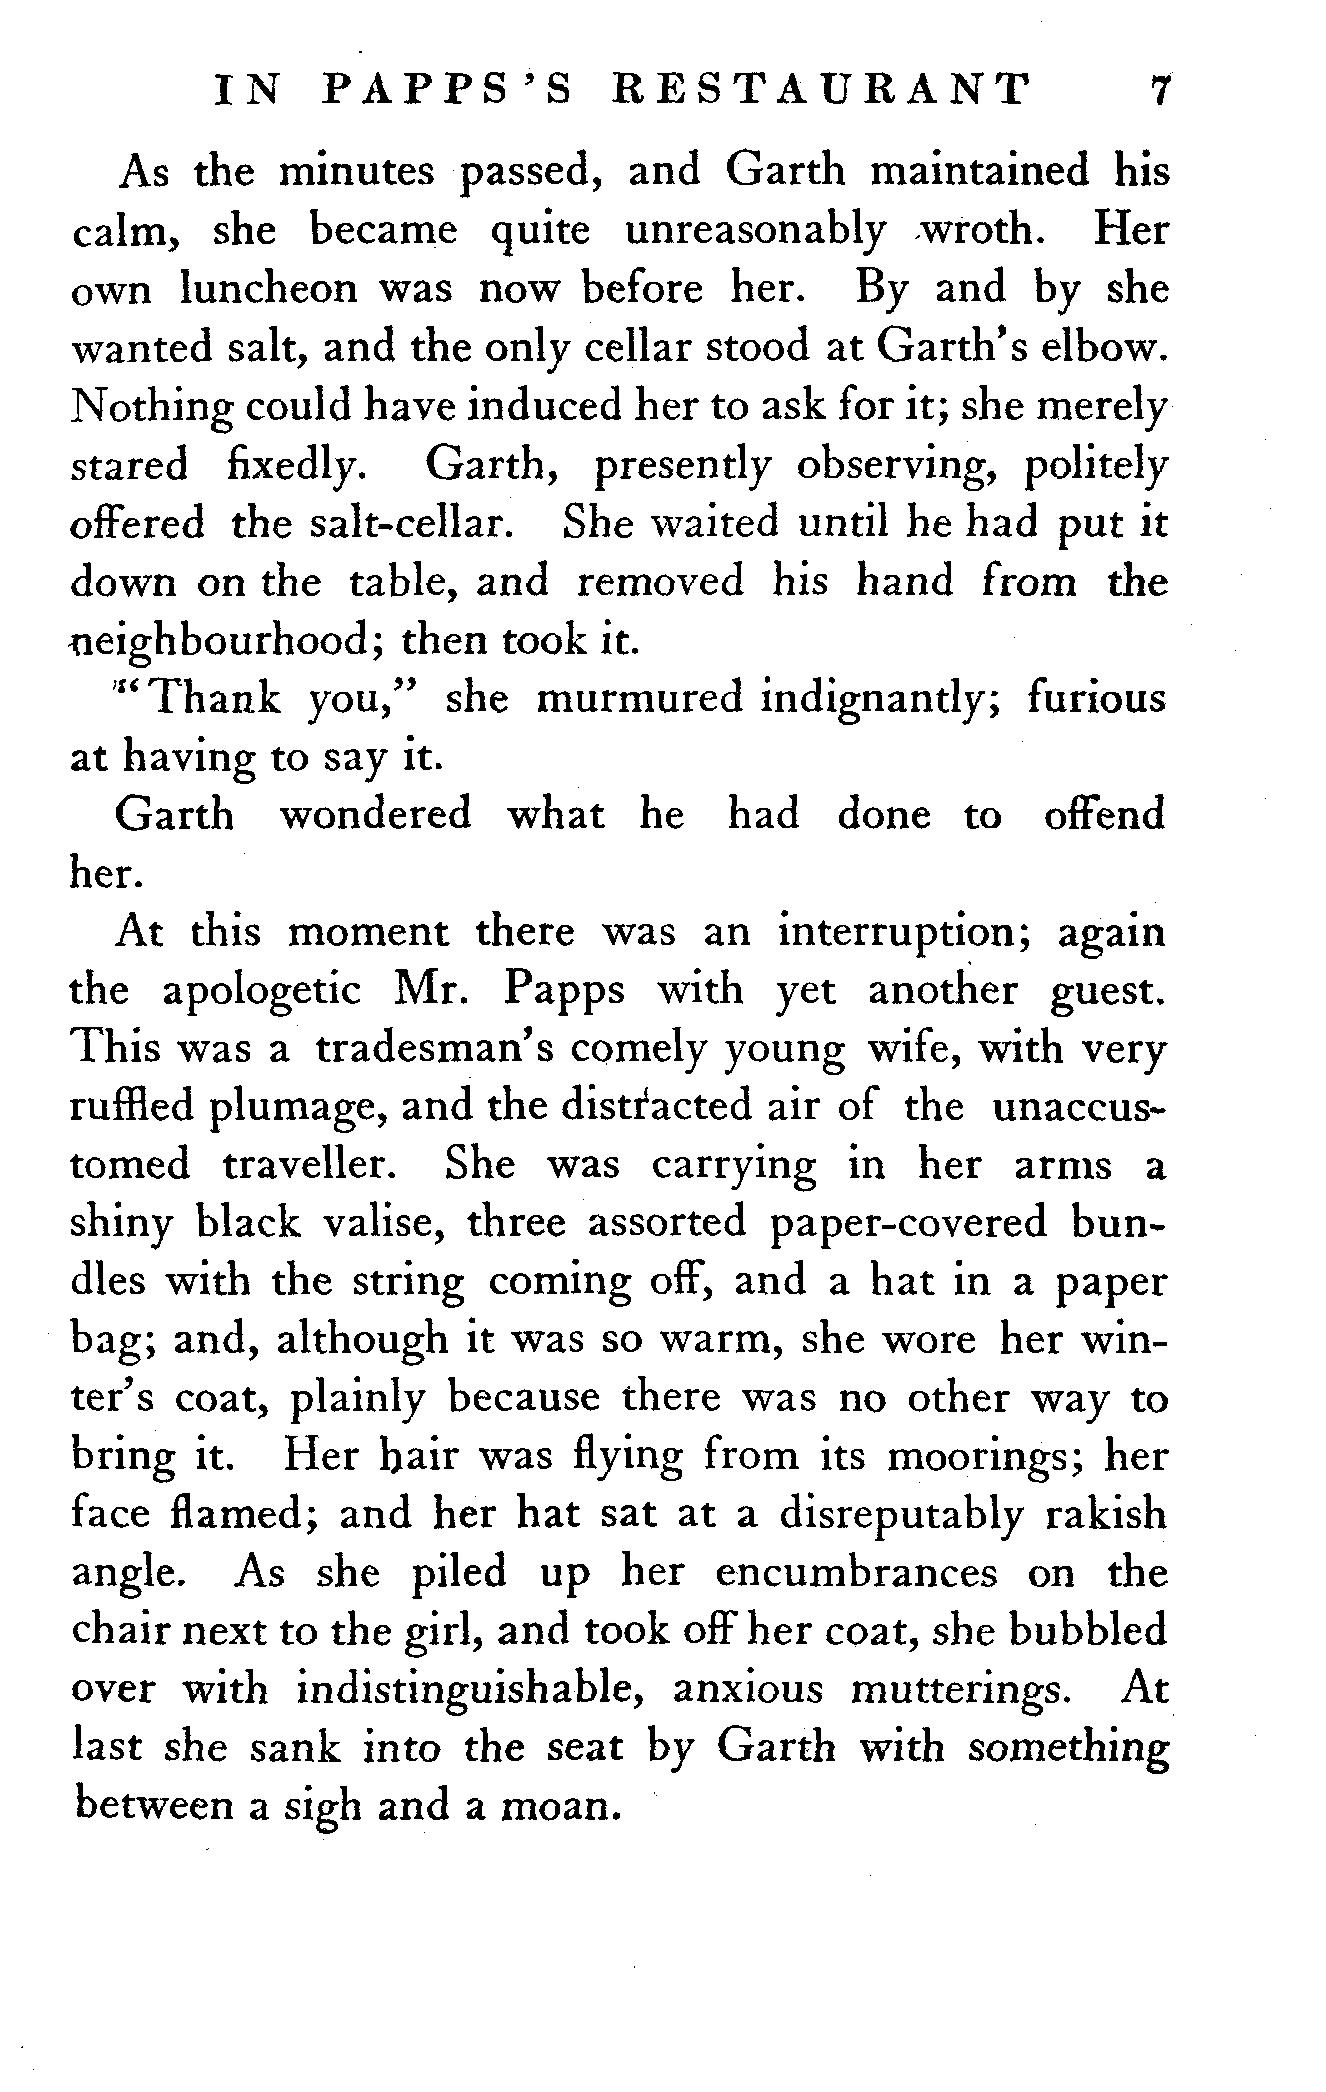 IN PAPPS'S RESTAURANT 7
As the minutes passed, and Garth maintained his
calm, she became quite unreasonably wroth. Her
own luncheon was now before her. By and by she
wanted salt, and the only cellar stood at Garth's elbow.
Nothing could have induced her to ask for it; she merely
stared fixedly. Garth, presently observing, politely
offered the salt-cellar. She waited until he had put it
down on the table, and removed his hand from the
neighbourhood; then took it.
"Thank you," she murmured indignantly; furious
at having to say it.
Garth wondered what he had done to offend
her.
At this moment there was an interruption; again
the apologetic Mr. Papps with yet another guest.
This was a tradesman's comely young wife, with very
ruffled plumage, and the distracted air of the unaccus-
tomed traveller. She was carrying in her arms a
shiny black valise, three assorted paper-covered bun-
dles with the string coming off, and a hat in a paper
bag; and, although it was so warm, she wore her win-
ter's coat, plainly because there was no other way to
bring it. Her hair was flying from its moorings; her
face flamed; and her hat sat at a disreputably rakish
angle. As she piled up her encumbrances on the
chair next to the girl, and took off her coat, she bubbled
over with indistinguishable, anxious mutterings. At
last she sank into the seat by Garth with something
between a sigh and a moan.